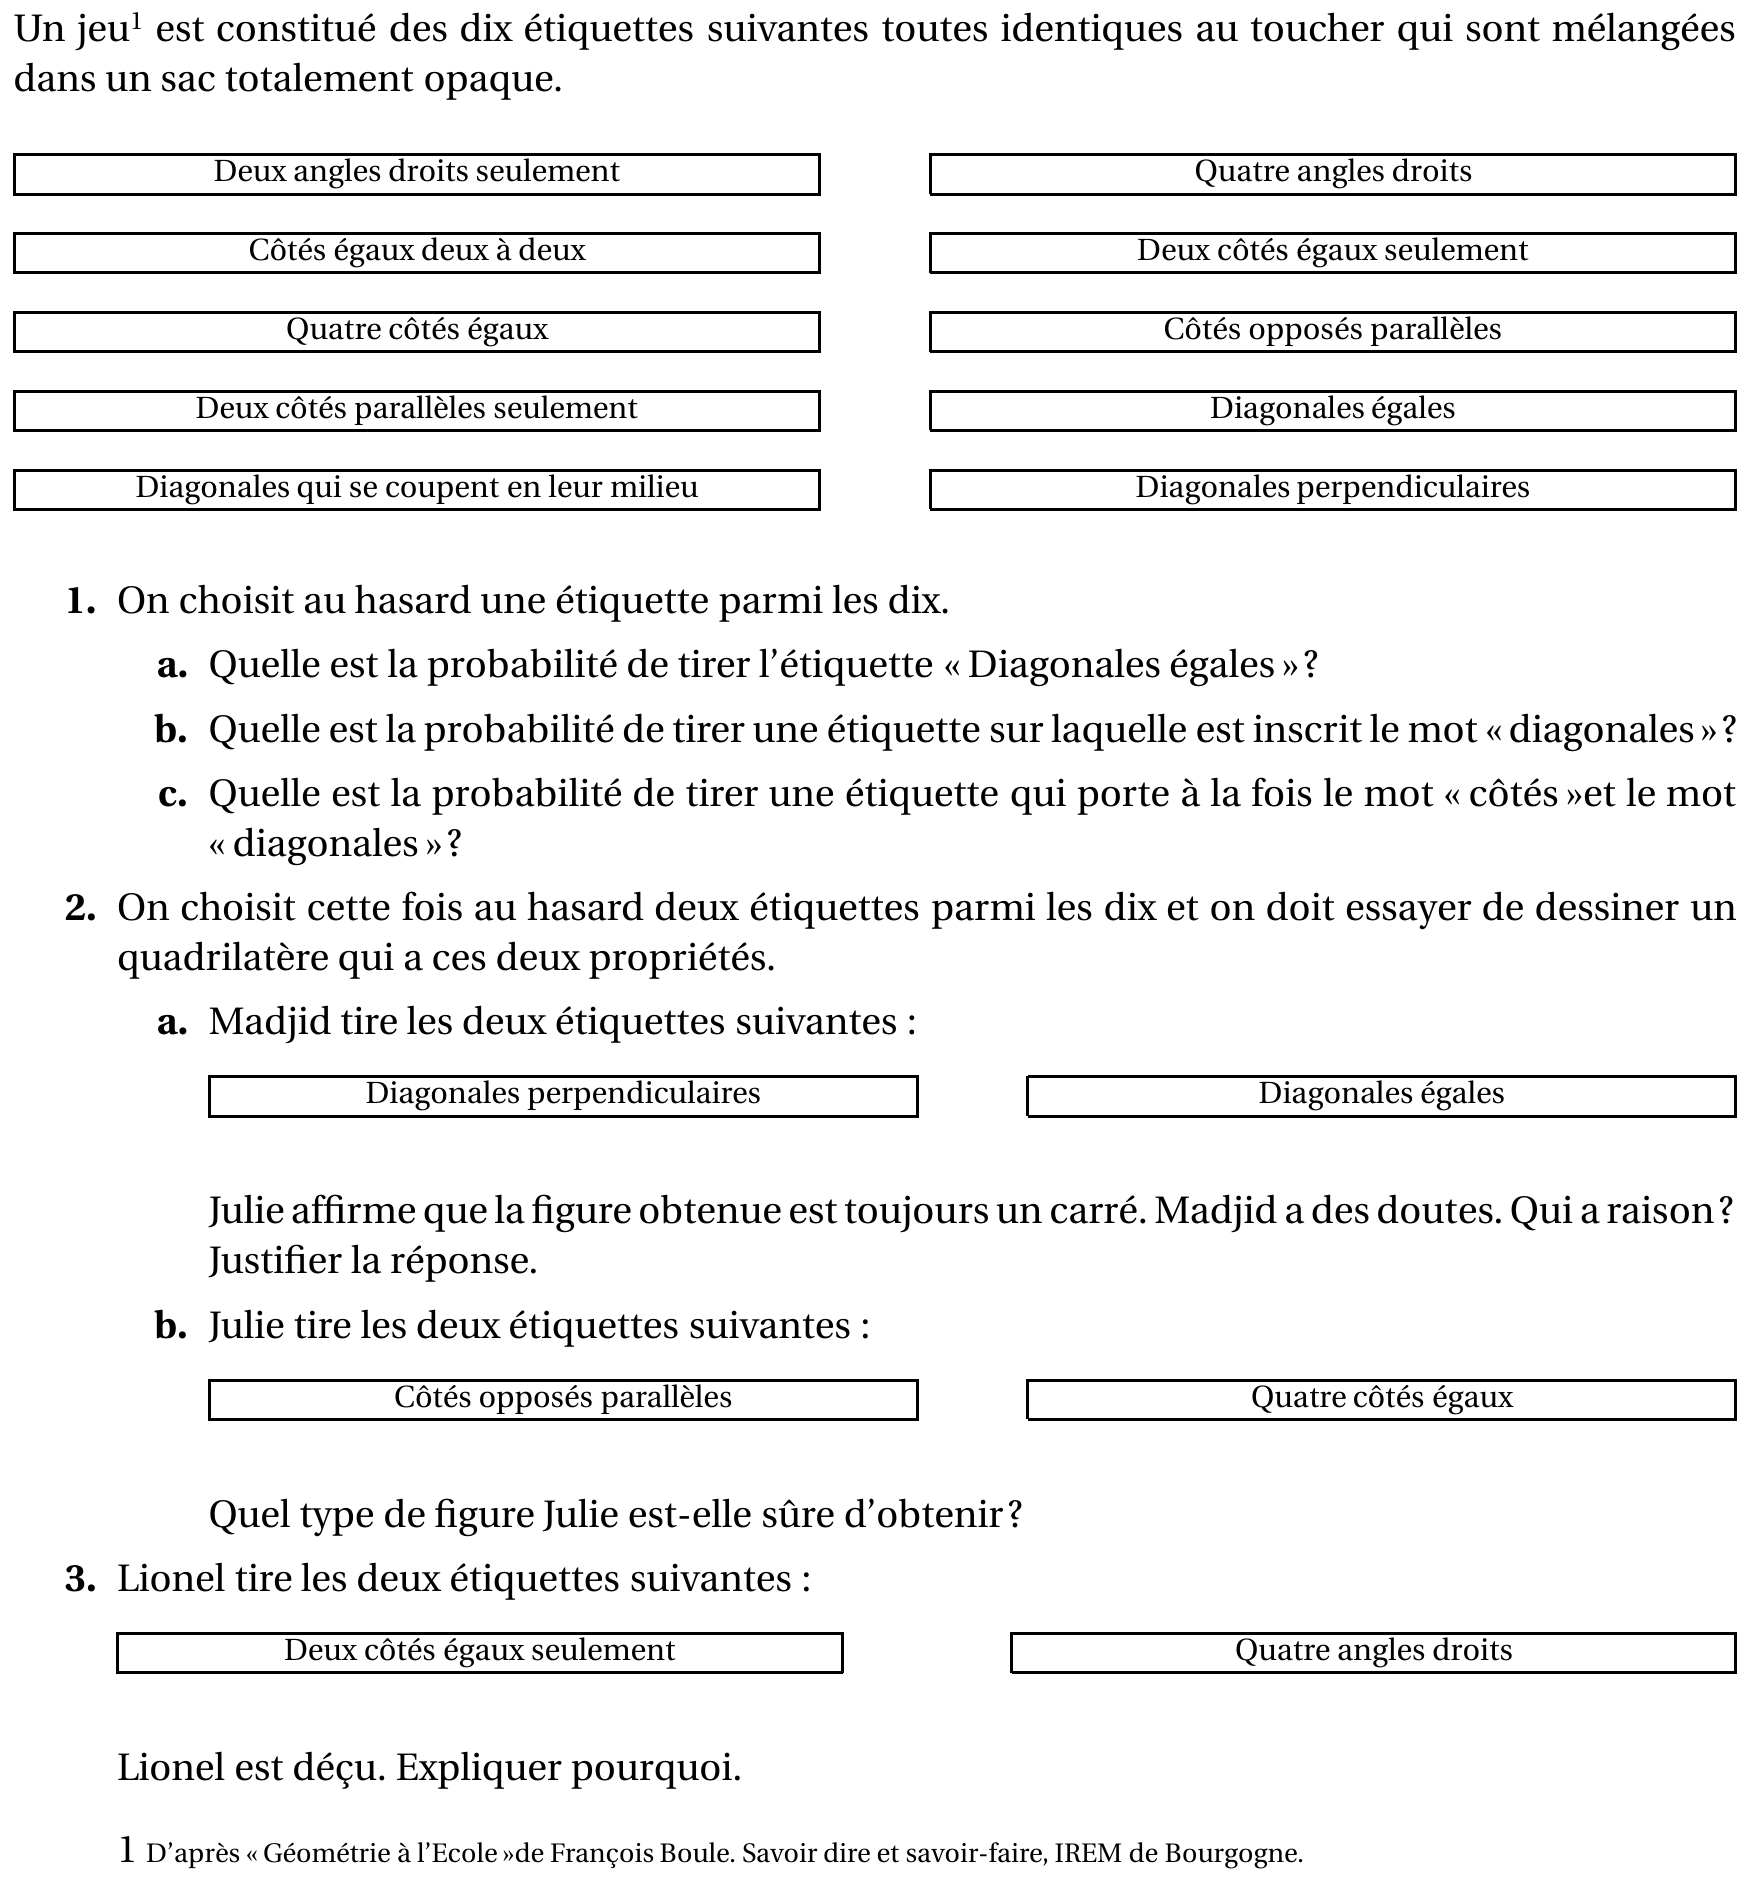 Un jeu¹ est constitué des dix étiquettes suivantes toutes identiques au toucher qui sont mélangées
dans un sac totalement opaque.
Deux angles droits seulement
Quatre angles droits
Côtés égaux deux à deux
Deux côtés égaux seulement
Quatre côtés égaux
Côtés opposés parallèles
Deux côtés parallèles seulement
Diagonales égales
Diagonales qui se coupent en leur milieu
Diagonales perpendiculaires
1. On choisit au hasard une étiquette parmi les dix.
a. Quelle est la probabilité de tirer l'étiquette « Diagonales égales » ?
b. Quelle est la probabilité de tirer une étiquette sur laquelle est inscrit le mot « diagonales » ?
c. Quelle est la probabilité de tirer une étiquette qui porte à la fois le mot « côtés »et le mot
« diagonales » ?
2. On choisit cette fois au hasard deux étiquettes parmi les dix et on doit essayer de dessiner un
quadrilatère qui a ces deux propriétés.
a. Madjid tire les deux étiquettes suivantes :
Diagonales perpendiculaires
Diagonales égales
Julie affirme que la figure obtenue est toujours un carré. Madjid a des doutes. Qui a raison ?
Justifier la réponse.
b. Julie tire les deux étiquettes suivantes :
Côtés opposés parallèles
Quatre côtés égaux
Quel type de figure Julie est-elle sûre d'obtenir ?
3. Lionel tire les deux étiquettes suivantes :
Deux côtés égaux seulement
Quatre angles droits
Lionel est déçu. Expliquer pourquoi.
1 D'après « Géométrie à l'Ecole »de François Boule. Savoir dire et savoir-faire, IREM de Bourgogne.